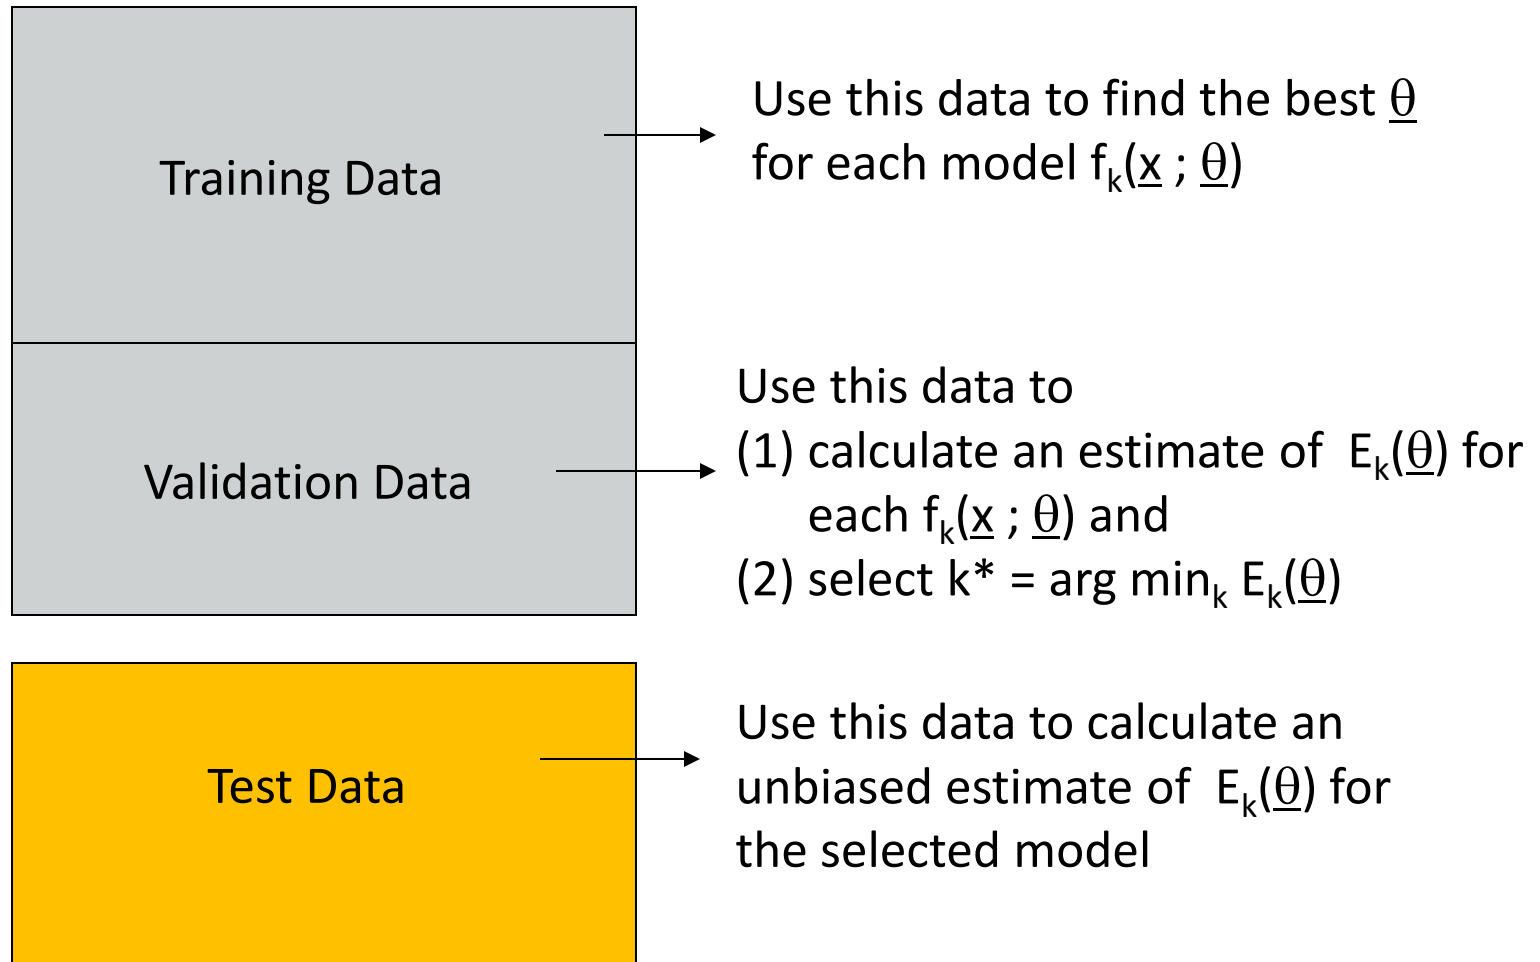 Training Data
Use this data to find the best θ
for each model fk(x ; θ)
Validation Data
Use this data to
(1) calculate an estimate of Ek(θ) for
each fk(x ; θ) and
(2) select k* = arg mink Ek(θ)
Test Data
Use this data to calculate an
unbiased estimate of Ek(θ) for
the selected model